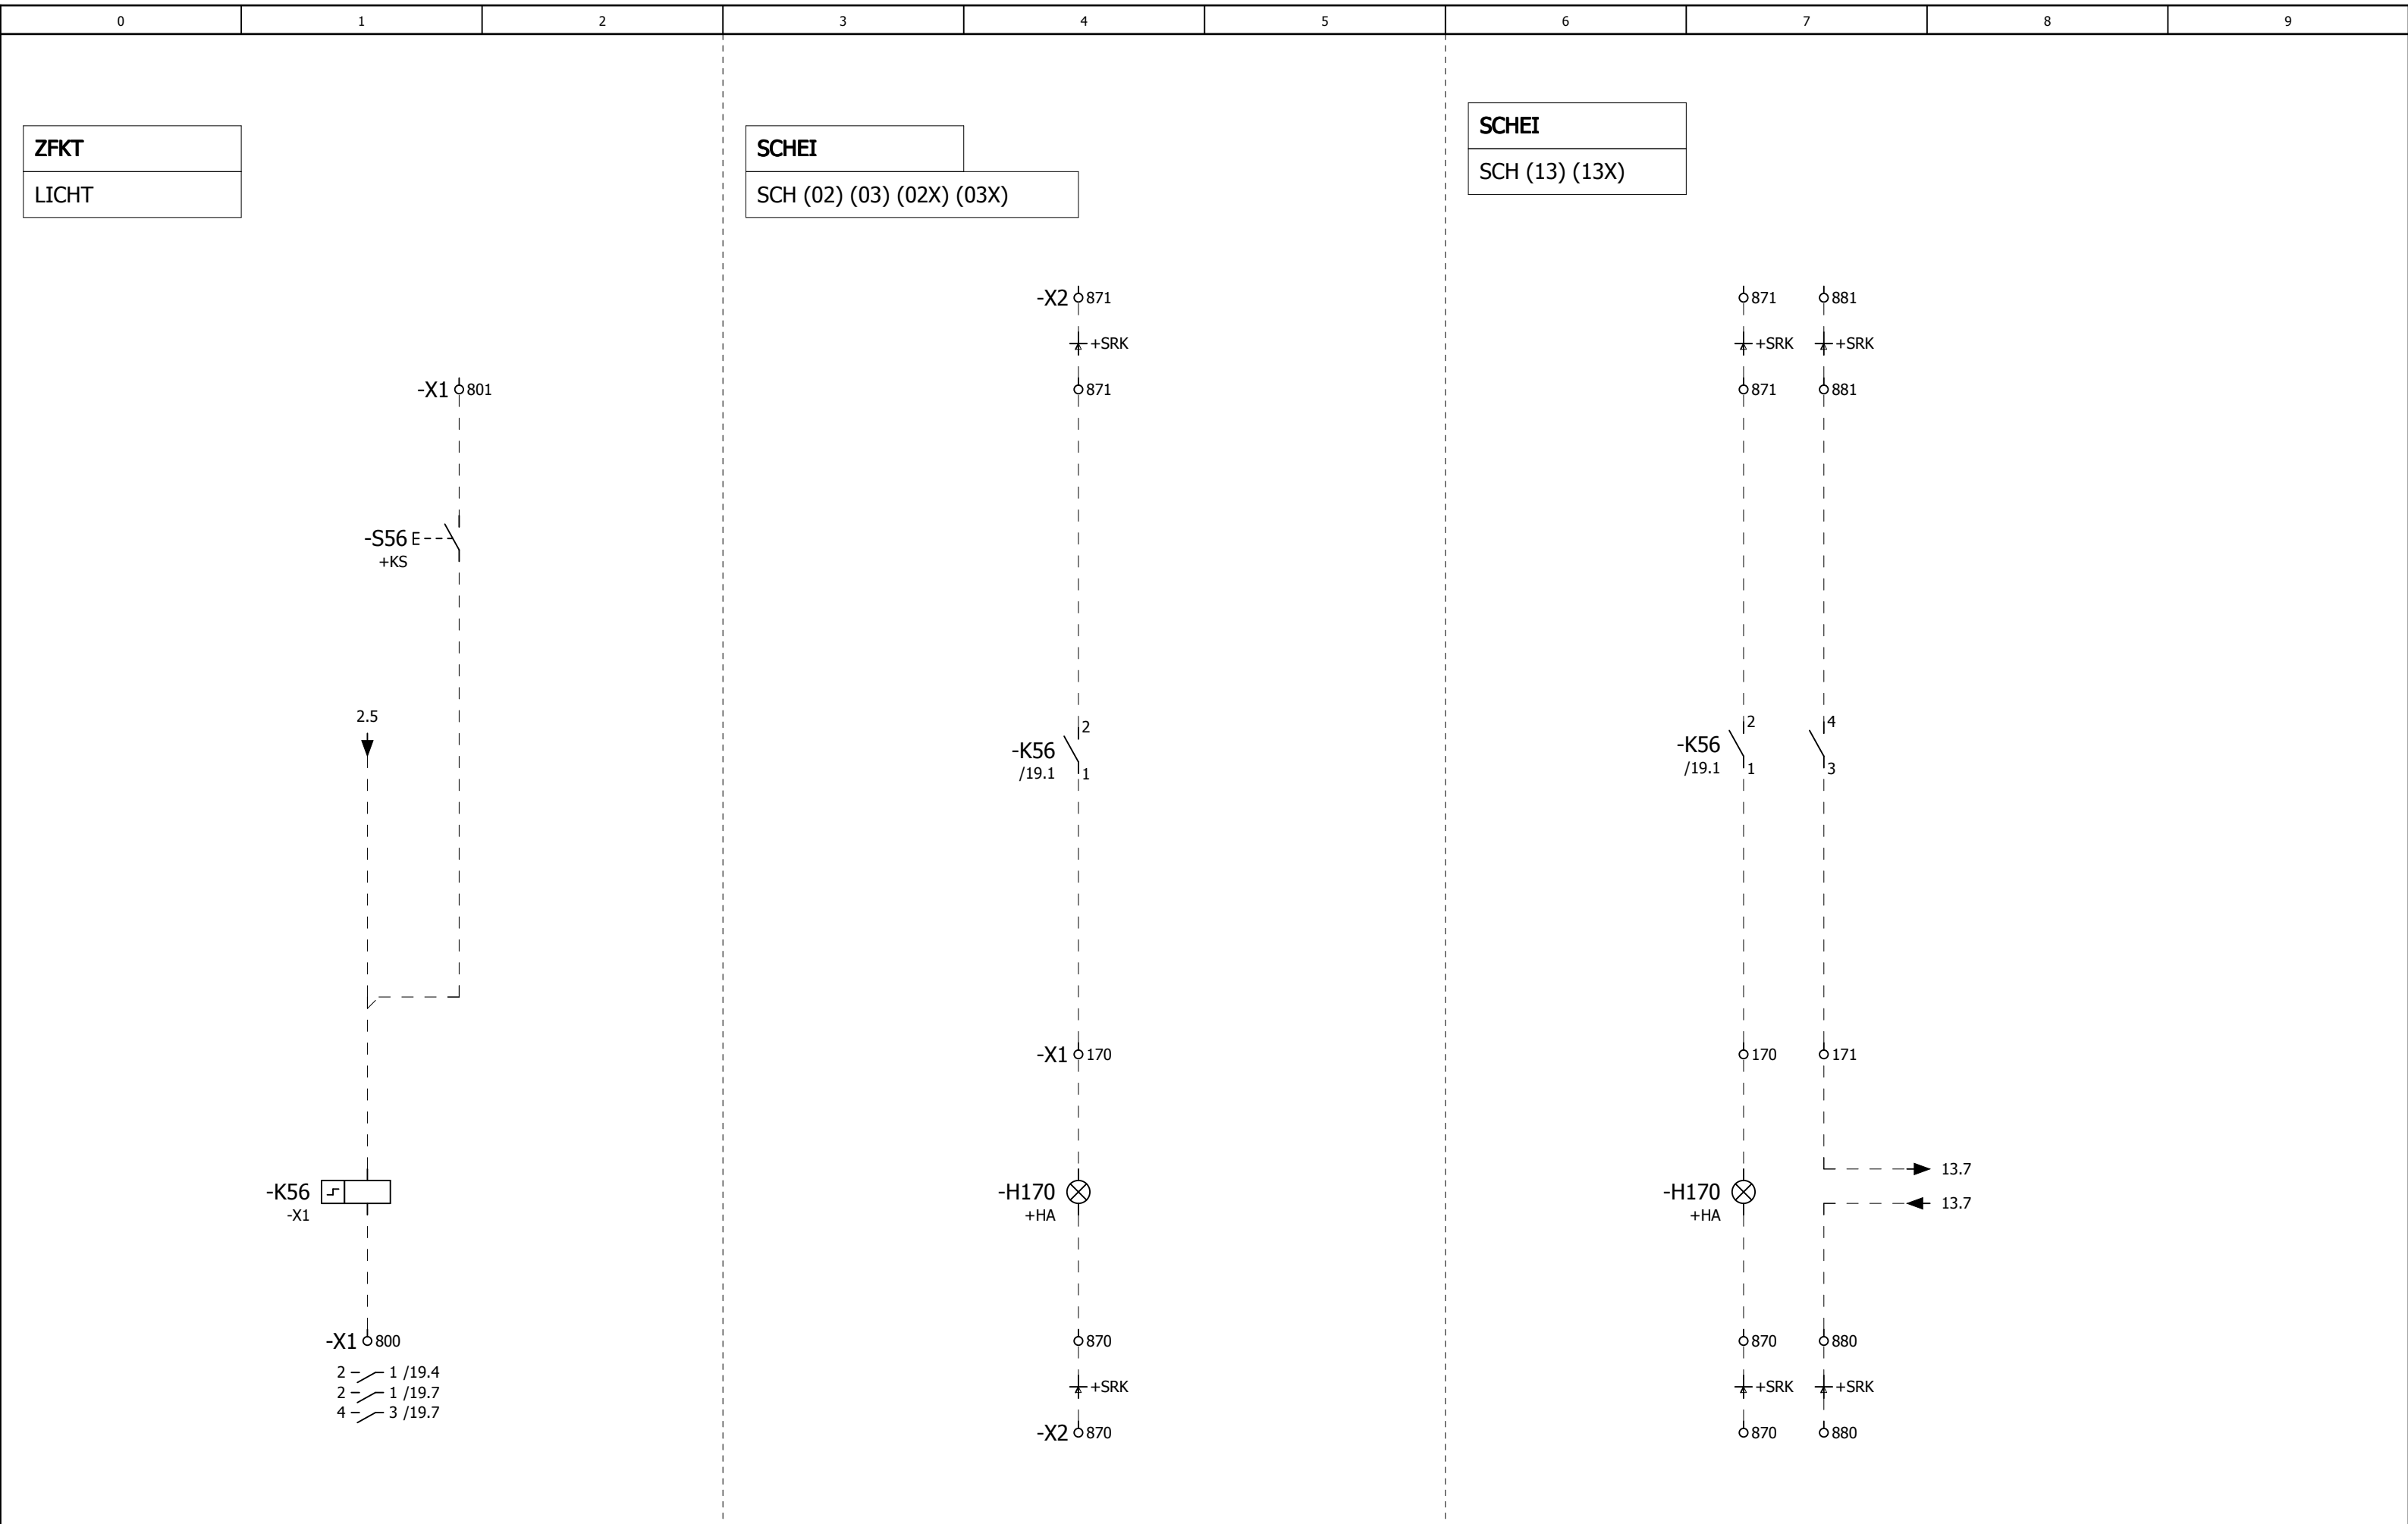 0 1 2 3 4 5 6 7 8 9
ZFKT
LICHT
-X1 801
-S56 E
+KS
2.5
-K56
-X1
-X1 800
2 1 /19.4
2 1 /19.7
4 3 /19.7
SCHEI
SCH (02) (03) (02X) (03X)
-X2 871
+SRK
871
2
-K56
/19.1 1
-X1 170
-H170
+HA
870
+SRK
-X2 870
SCHEI
SCH (13) (13X)
871 881
+SRK +SRK
871 881
2 4
-K56
/19.1 1 3
170 171
13.7
-H170
+HA
13.7
870 880
+SRK +SRK
870 880